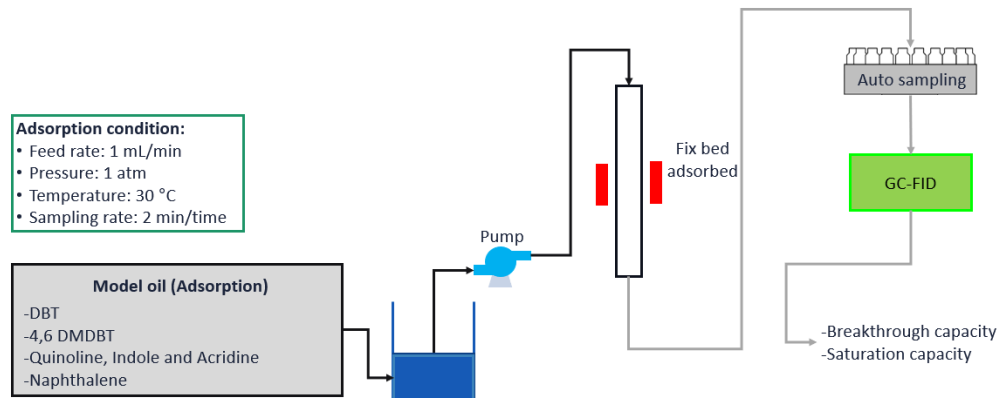 Adsorption condition:
• Feed rate: 1 mL/min
• Pressure: 1 atm
• Temperature: 30 °C
• Sampling rate: 2 min/time
Model oil (Adsorption)
-DBT
-4,6 DMDBT
-Quinoline, Indole and Acridine
-Naphthalene
Pump
Fix bed
adsorbed
Auto sampling
GC-FID
-Breakthrough capacity
-Saturation capacity